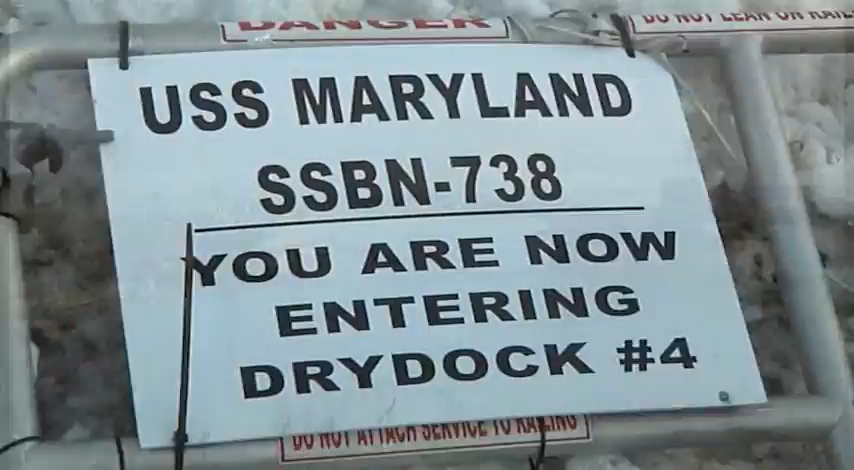 DANGER
DO NOT LEAN ON RAILI
USS MARYLAND
SSBN-738
YOU ARE NOW
ENTERING
DRYDOCK #4
DO NOT ATTACH SERVICE TO RAILING